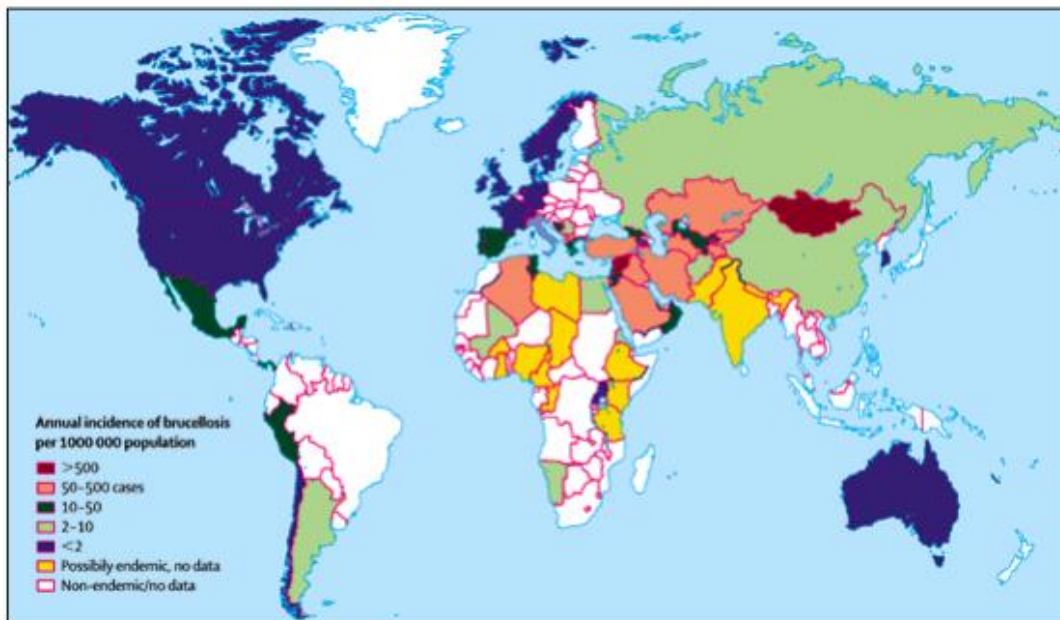 Annual incidence of brucellosis
per 1000 000 population
>500
50–500 cases
10–50
2–10
<2
Possibily endemic, no data
Non-endemic/no data